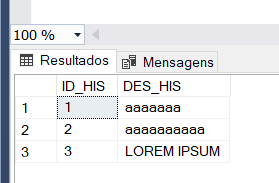 100 %
Resultados Mensagens
ID_HIS DES_HIS
1 1 aaaaaaa
2 2 aaaaaaaaaa
3 3 LOREM IPSUM